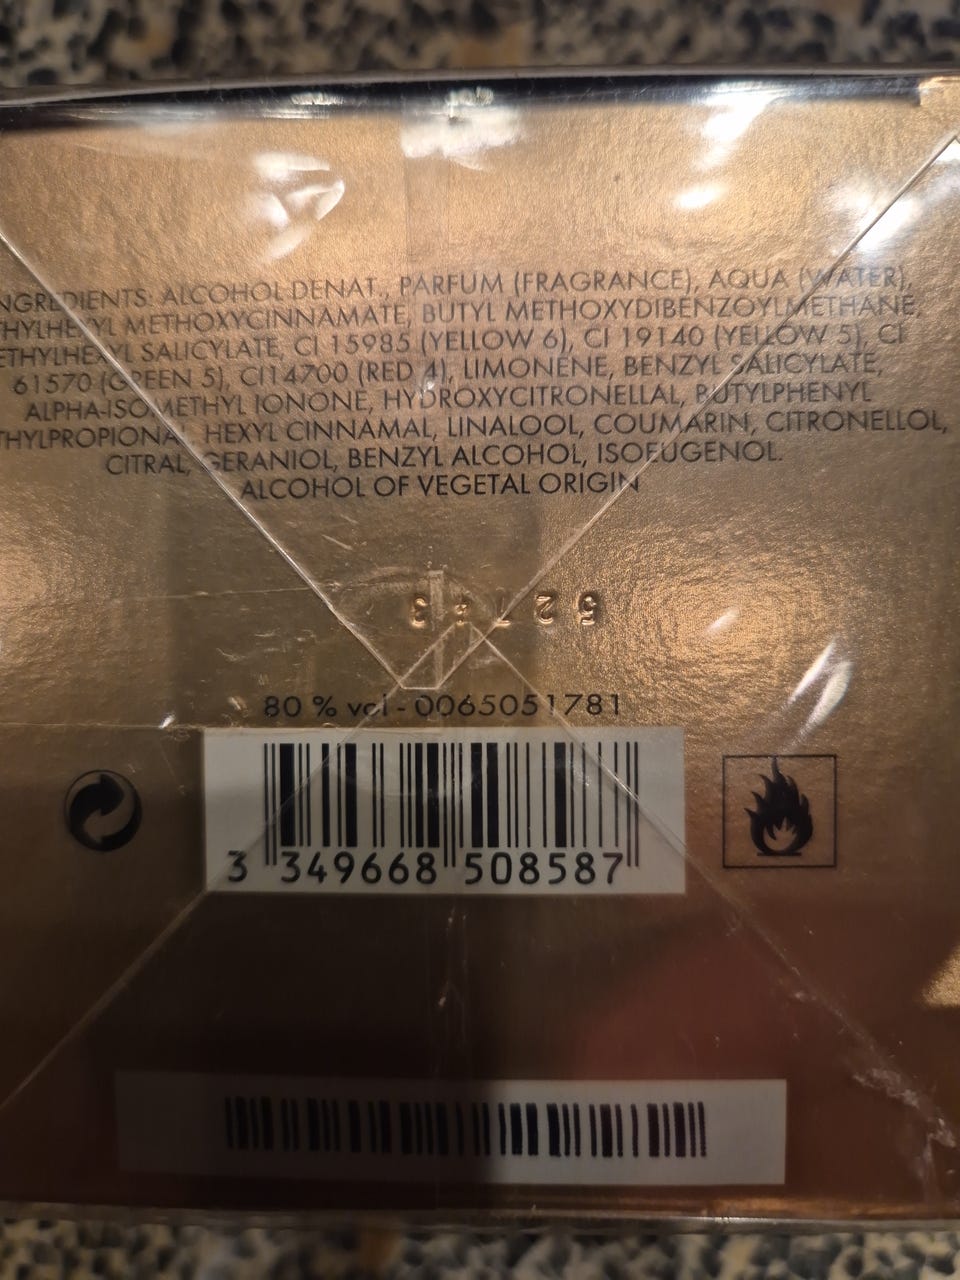 NGREDIENTS: ALCOHOL DENAT., PARFUM (FRAGRANCE), AQUA (WATER),
THYLHEXYL METHOXYCINNAMATE, BUTYL METHOXYDIBENZOYLMETHANE,
ETHYLHEXYL SALICYLATE, CI 15985 (YELLOW 6), CI 19140 (YELLOW 5), CI
61570 (GREEN 5), CI14700 (RED 4), LIMONENE, BENZYL SALICYLATE,
ALPHA-ISOMETHYL IONONE, HYDROXYCITRONELLAL, BUTYLPHENYL
THYLPROPIONAL, HEXYL CINNAMAL, LINALOOL, COUMARIN, CITRONELLOL,
CITRAL, GERANIOL, BENZYL ALCOHOL, ISOEUGENOL.
ALCOHOL OF VEGETAL ORIGIN
80 % vol - 0065051781
3 349668 508587